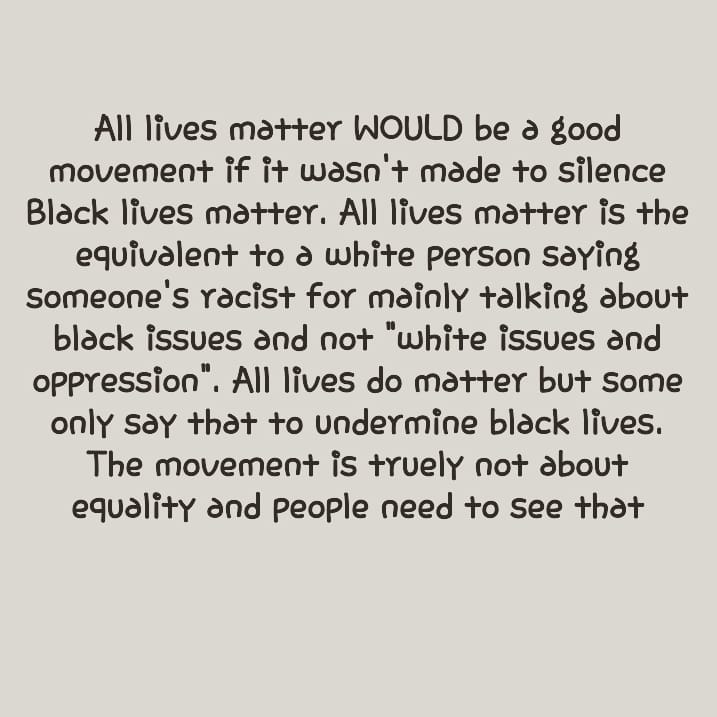 All lives matter WOULD be a good
movement if it wasn't made to silence
Black lives matter. All lives matter is the
equivalent to a white person saying
someone's racist for mainly talking about
black issues and not "white issues and
oppression". All lives do matter but some
only say that to undermine black lives.
The movement is truely not about
equality and people need to see that